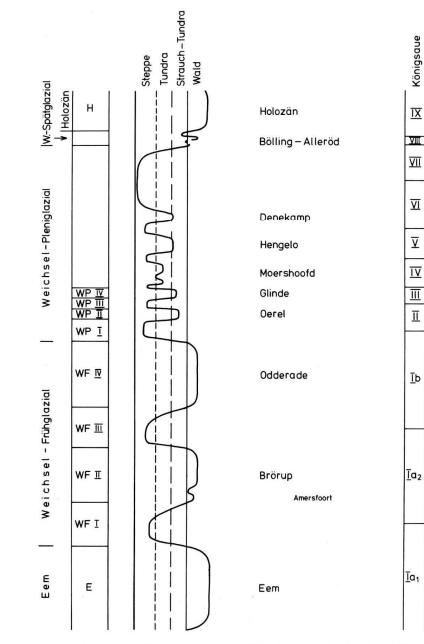 W.-Spätglazial
Holozän
Steppe
Tundra
Strauch-Tundra
Wald
Königsaue
H
Holozän
IX
Bölling - Alleröd
VIII
VII
Weichsel - Pleniglazial
VI
Denekamp
Hengelo
V
Moershoofd
IV
WP IV
Glinde
III
WP III
WP II
Oerel
II
WP I
Weichsel - Frühglazial
WF IV
Odderade
Ib
WF III
WF II
Brörup
Ia2
Amersfoort
WF I
Eem
E
Eem
Ia1